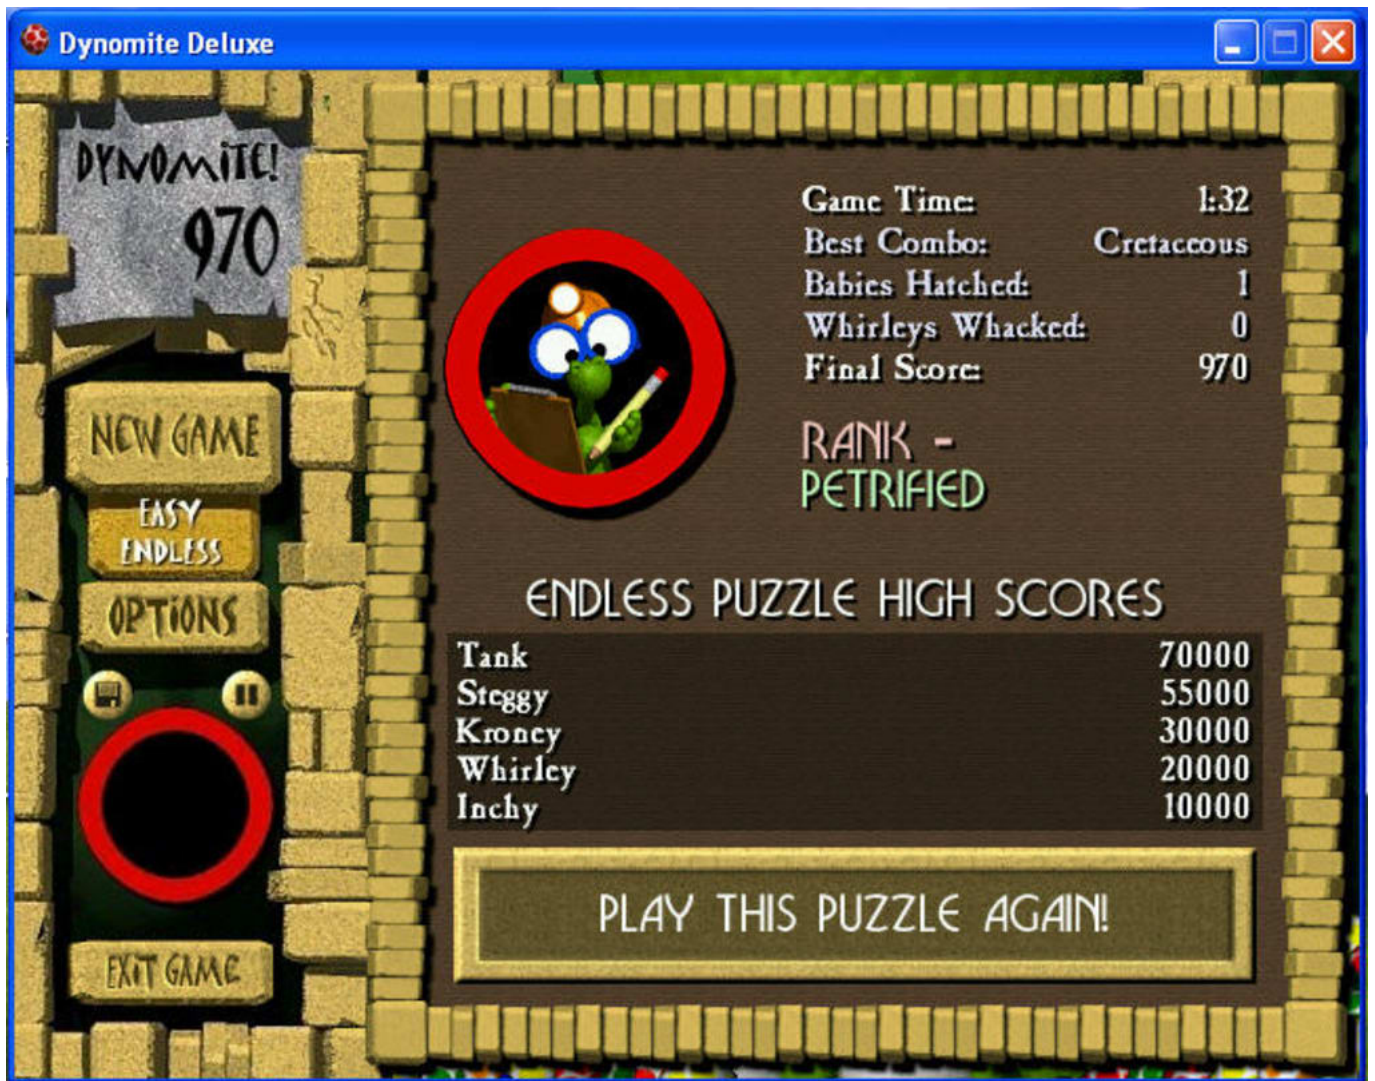 Dynomite Deluxe
DYNOMITE!
970
NEW GAME
EASY
ENDLESS
OPTIONS
EXIT GAME
Game Time: 1:32
Best Combo: Cretaceous
Babies Hatched: 1
Whirleys Whacked: 0
Final Score: 970
RANK -
PETRIFIED
ENDLESS PUZZLE HIGH SCORES
Tank 70000
Steggy 55000
Kroney 30000
Whirley 20000
Inchy 10000
PLAY THIS PUZZLE AGAIN!